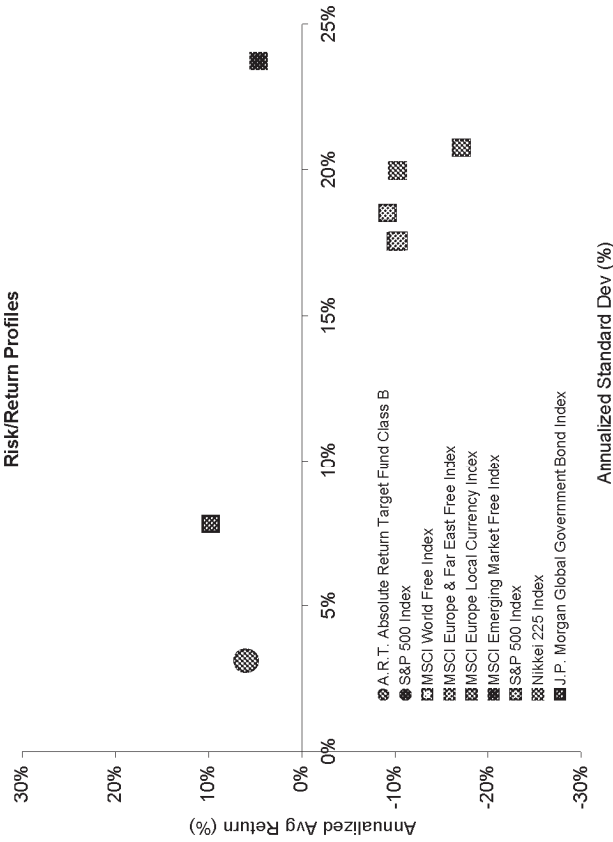 Risk/Return Profiles
30%
20%
10%
0%
-10%
-20%
-30%
Annualized Avg Return (%)
0%
5%
10%
15%
20%
25%
Annualized Standard Dev (%)
A.R.T. Absolute Return Target Fund Class B
S&P 500 Index
MSCI World Free Index
MSCI Europe & Far East Free Index
MSCI Europe Local Currency Incex
MSCI Emerging Market Free Index
S&P 500 Index
Nikkei 225 Index
J.P. Morgan Global Government Bond Index